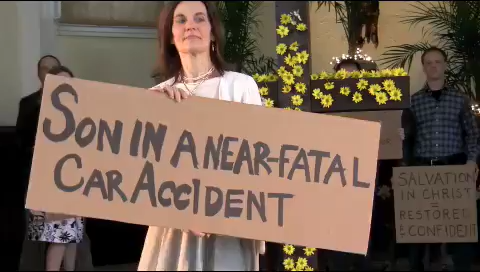 SON IN A NEAR-FATAL
CAR ACCIDENT
SALVATION
IN CHRIST
=
RESTORED
& CONFIDENT